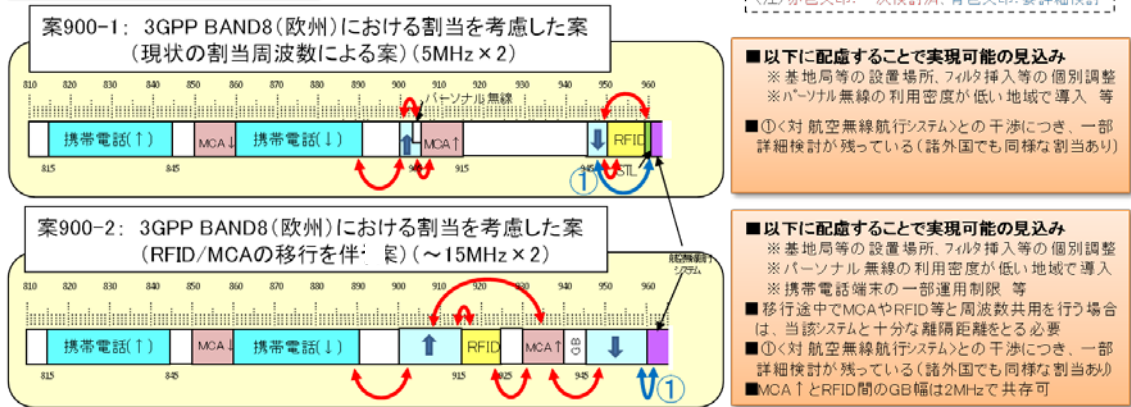 (注)赤色矢印:一次検討済、青色矢印:要詳細検討
案900-1: 3GPP BAND8(欧州)における割当を考慮した案
(現状の割当周波数による案)(5MHz×2)
810 820 830 840 850 860 870 880 890 900 910 920 930 940 950 960
パーソナル無線
携帯電話(↑) MCA↓ 携帯電話(↓) MCA↑ RFID
815 845 915 945 STL
①
■以下に配慮することで実現可能の見込み
※基地局等の設置場所、フィルタ挿入等の個別調整
※パーソナル無線の利用密度が低い地域で導入 等
■①<対 航空無線航行システム>との干渉につき、一部
詳細検討が残っている(諸外国でも同様な割当あり)
案900-2: 3GPP BAND8(欧州)における割当を考慮した案
(RFID/MCAの移行を伴う案)(~15MHz×2)
航空無線航行
システム
810 820 830 840 850 860 870 880 890 900 910 920 930 940 950 960
携帯電話(↑) MCA↓ 携帯電話(↓) RFID MCA↑ GB
815 845 915 925 945
①
■以下に配慮することで実現可能の見込み
※基地局等の設置場所、フィルタ挿入等の個別調整
※パーソナル無線の利用密度が低い地域で導入
※携帯電話端末の一部運用制限 等
■移行途中でMCAやRFID等と周波数共用を行う場合
は、当該システムと十分な離隔距離をとる必要
■①<対 航空無線航行システム>との干渉につき、一部
詳細検討が残っている(諸外国でも同様な割当あり)
■MCA↑とRFID間のGB幅は2MHzで共存可